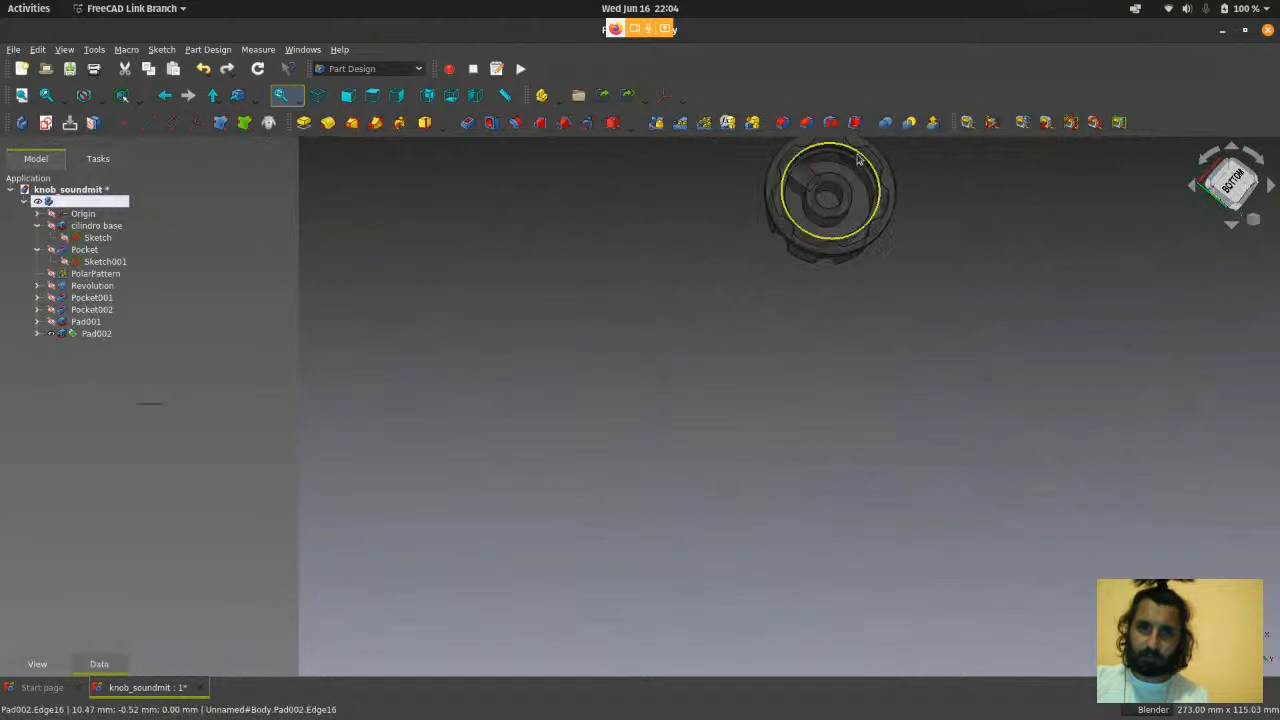 Activities
FreeCAD Link Branch
Wed Jun 16 22:04
100 %
File Edit View Tools Macro Sketch Part Design Measure Windows Help
Part Design
Model
Tasks
Application
knob_soundmit *
Origin
cilindro base
Sketch
Pocket
Sketch001
PolarPattern
Revolution
Pocket001
Pocket002
Pad001
Pad002
BOTTOM
View
Data
Start page
knob_soundmit : 1*
Pad002.Edge16 | 10.47 mm; -0.52 mm; 0.00 mm | Unnamed#Body.Pad002.Edge16
Blender
273.00 mm x 115.03 mm